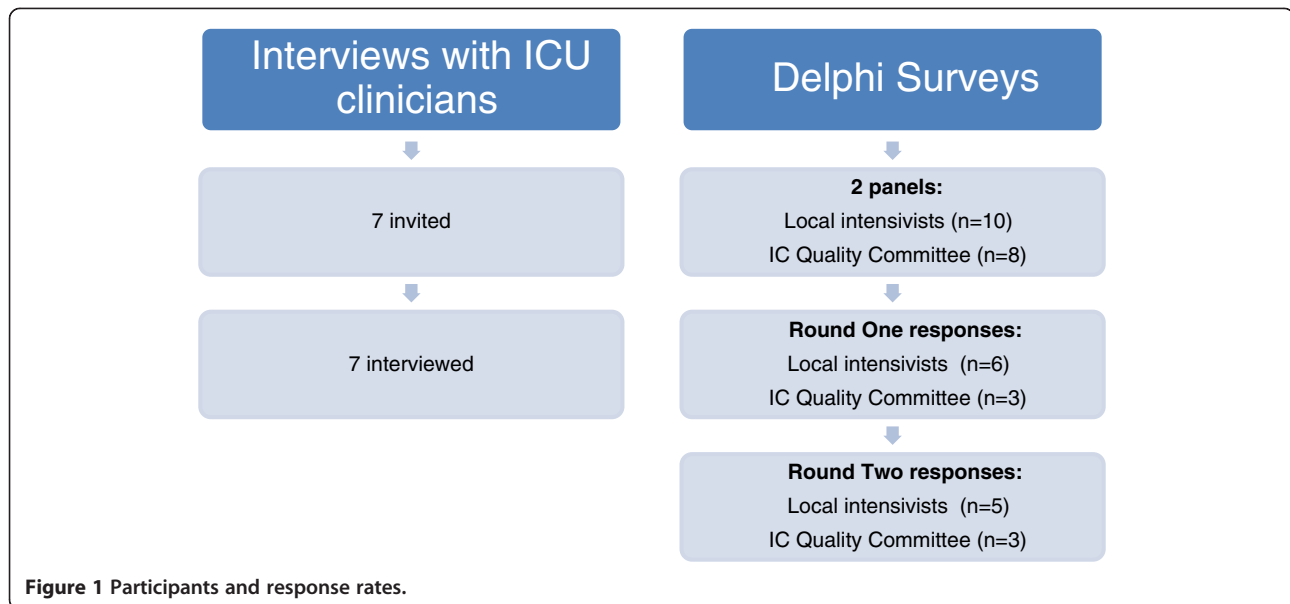 Interviews with ICU
clinicians
7 invited
7 interviewed
Delphi Surveys
2 panels:
Local intensivists (n=10)
IC Quality Committee (n=8)
Round One responses:
Local intensivists (n=6)
IC Quality Committee (n=3)
Round Two responses:
Local intensivists (n=5)
IC Quality Committee (n=3)
Figure 1 Participants and response rates.